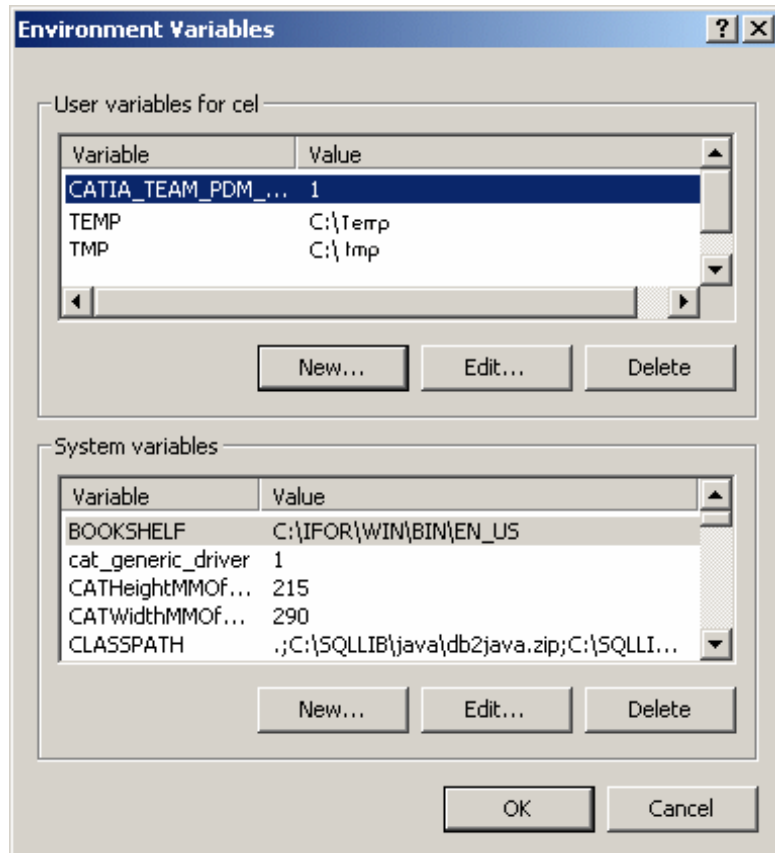 Environment Variables
User variables for cel
Variable Value
CATIA_TEAM_PDM_... 1
TEMP C:\Temp
TMP C:\tmp
New... Edit... Delete
System variables
Variable Value
BOOKSHELF C:\IFOR\WIN\BIN\EN_US
cat_generic_driver 1
CATHeightMMOf... 215
CATWidthMMOf... 290
CLASSPATH .;C:\SQLLIB\java\db2java.zip;C:\SQLLI...
New... Edit... Delete
OK Cancel